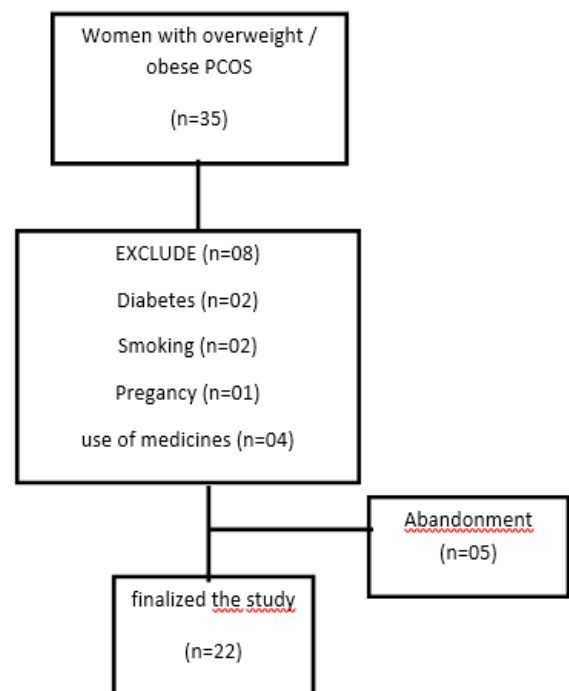 Women with overweight /
obese PCOS
(n=35)
EXCLUDE (n=08)
Diabetes (n=02)
Smoking (n=02)
Pregancy (n=01)
use of medicines (n=04)
Abandonment
(n=05)
finalized the study
(n=22)